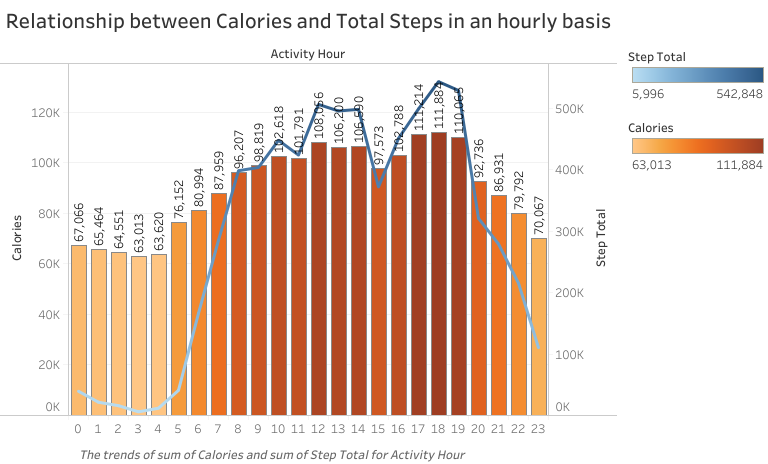 Relationship between Calories and Total Steps in an hourly basis
Activity Hour
Step Total
5,996 542,848
Calories
63,013 111,884
120K
100K
80K
60K
40K
20K
0K
Calories
67,066
65,464
64,551
63,013
63,620
76,152
80,994
87,959
96,207
98,819
102,618
101,791
108,056
106,200
106,590
97,573
102,788
111,214
111,884
110,065
92,736
86,931
79,792
70,067
500K
400K
300K
200K
100K
0K
Step Total
0 1 2 3 4 5 6 7 8 9 10 11 12 13 14 15 16 17 18 19 20 21 22 23
The trends of sum of Calories and sum of Step Total for Activity Hour